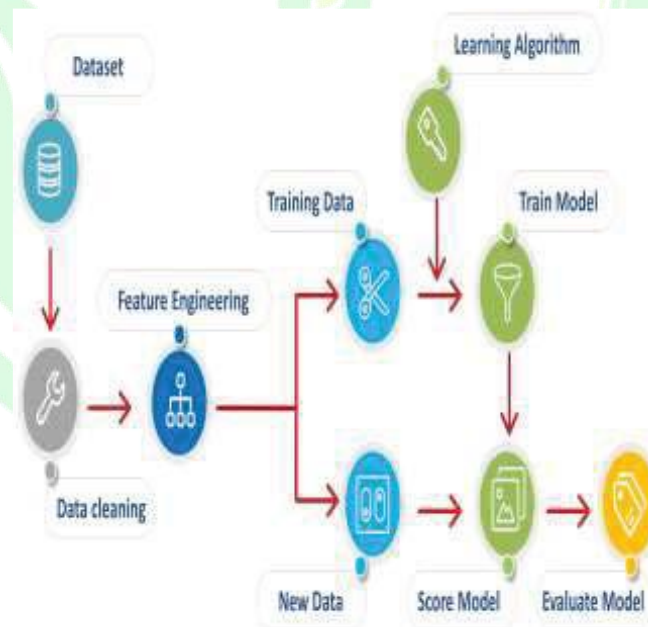 Learning Algorithm
Dataset
Training Data
Train Model
Feature Engineering
Data cleaning
New Data
Score Model
Evaluate Model